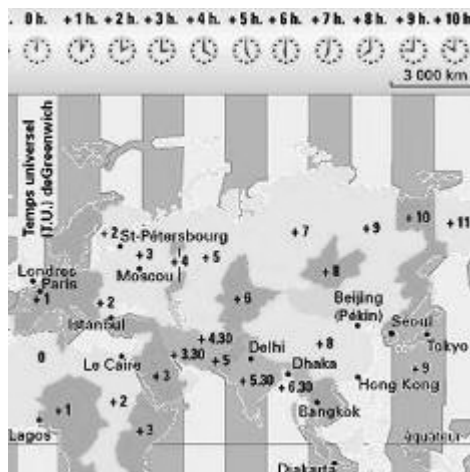 0 h. +1 h. +2 h. +3 h. +4 h. +5 h. +6 h. +7 h. +8 h. +9 h. +10 h
3 000 km
Temps universel
(T.U.) deGreenwich
+10
+2
+7
+9
+11
St-Pétersbourg
+3
+4
+5
Moscou
+8
Londres
Paris
+1
+2
+6
Beijing
(Pékin)
Istanbul
Séoul
Tokyo
+4.30
0
Le Caire
+3.30
+5
Delhi
+8
Dhaka
+9
+3
+5.30
+6.30
Hong Kong
+1
+2
Bangkok
Lagos
+3
Équateur
Djakarta